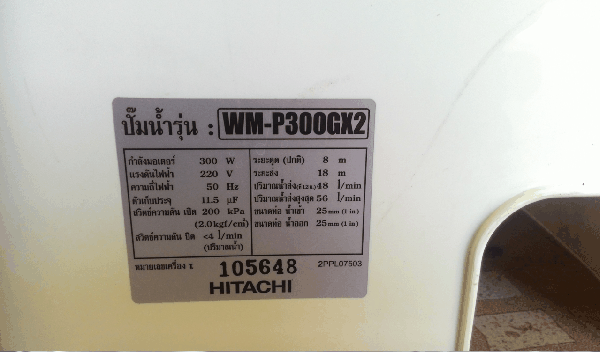 ปั๊มน้ำรุ่น : WM-P300GX2
กำลังมอเตอร์ 300 W
แรงดันไฟฟ้า 220 V
ความถี่ไฟฟ้า 50 Hz
ตัวเก็บประจุ 11.5 µF
สวิตช์ความดัน เปิด 200 kPa
(2.0kgf/cm²)
สวิตช์ความดัน ปิด <4 l/min
(ปริมาณน้ำ)
ระยะดูด (ปกติ) 8 m
ระยะส่ง 18 m
ปริมาณน้ำส่ง 48 l/min
ปริมาณน้ำส่งสูงสุด 56 l/min
ขนาดท่อ น้ำเข้า 25 mm (1 in)
ขนาดท่อ น้ำออก 25 mm (1 in)
หมายเลขเครื่อง : 105648 2PPL07503
HITACHI